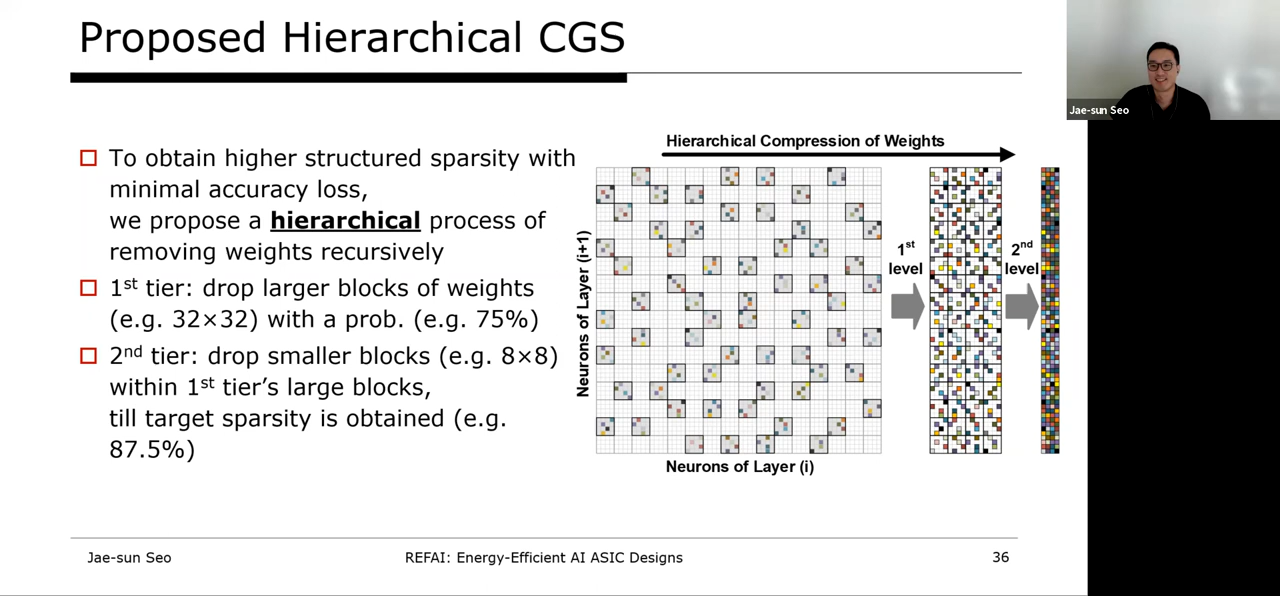 Proposed Hierarchical CGS
Jae-sun Seo
To obtain higher structured sparsity with
minimal accuracy loss,
we propose a hierarchical process of
removing weights recursively
1st tier: drop larger blocks of weights
(e.g. 32×32) with a prob. (e.g. 75%)
2nd tier: drop smaller blocks (e.g. 8×8)
within 1st tier’s large blocks,
till target sparsity is obtained (e.g.
87.5%)
Hierarchical Compression of Weights
Neurons of Layer (i+1)
1st
level
2nd
level
Neurons of Layer (i)
Jae-sun Seo
REFAI: Energy-Efficient AI ASIC Designs
36